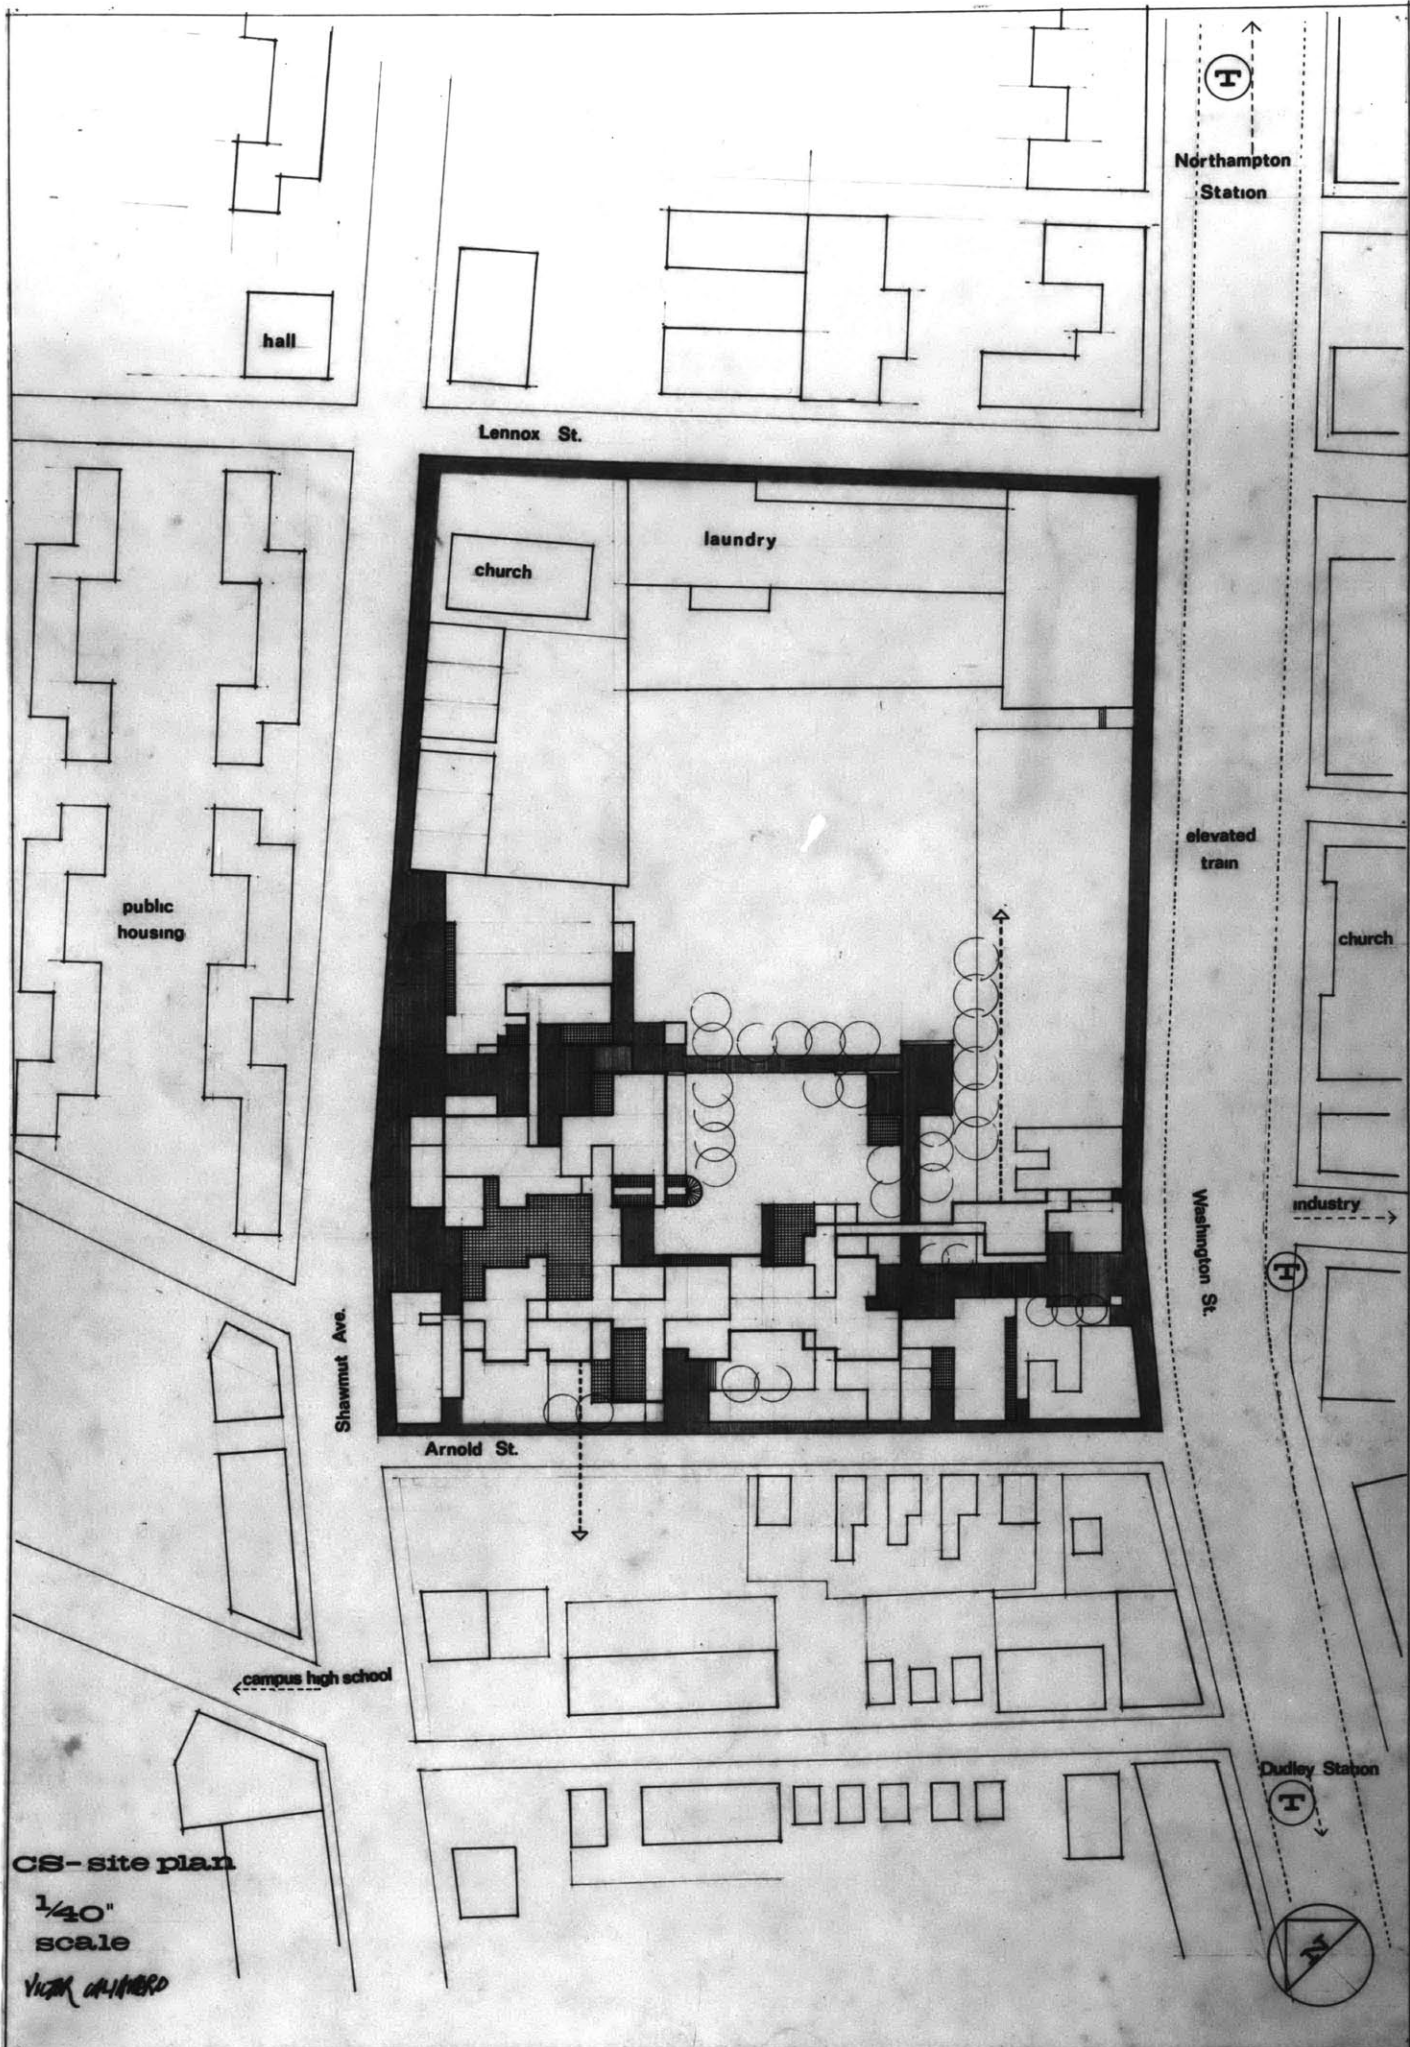 T
Northampton
Station
hall
Lennox St.
laundry
church
elevated
train
public
housing
church
Washington St.
industry
T
Shawmut Ave.
Arnold St.
campus high school
Dudley Station
T
CS-site plan
1/40"
scale
VICTOR
N